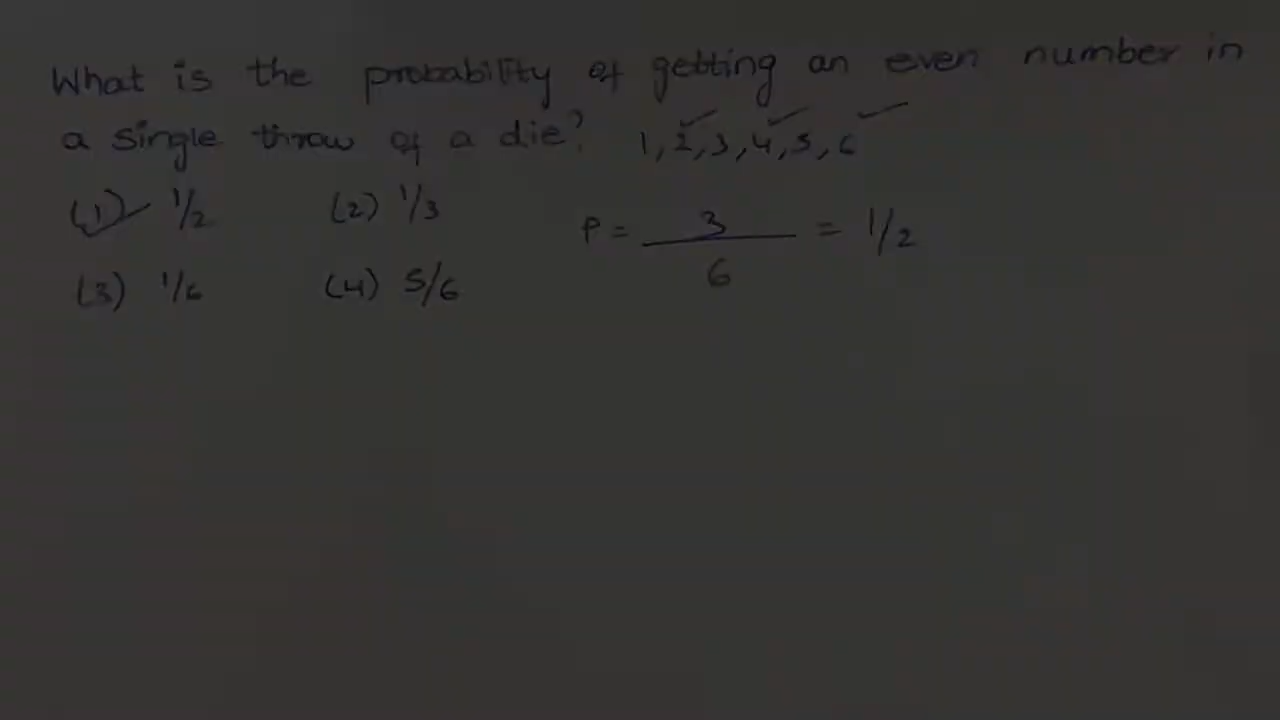 What is the probability of getting an even number in
a single throw of a die? 1, 2, 3, 4, 5, 6
(1) 1/2 (2) 1/3
P = 3/6 = 1/2
(3) 1/6 (4) 5/6